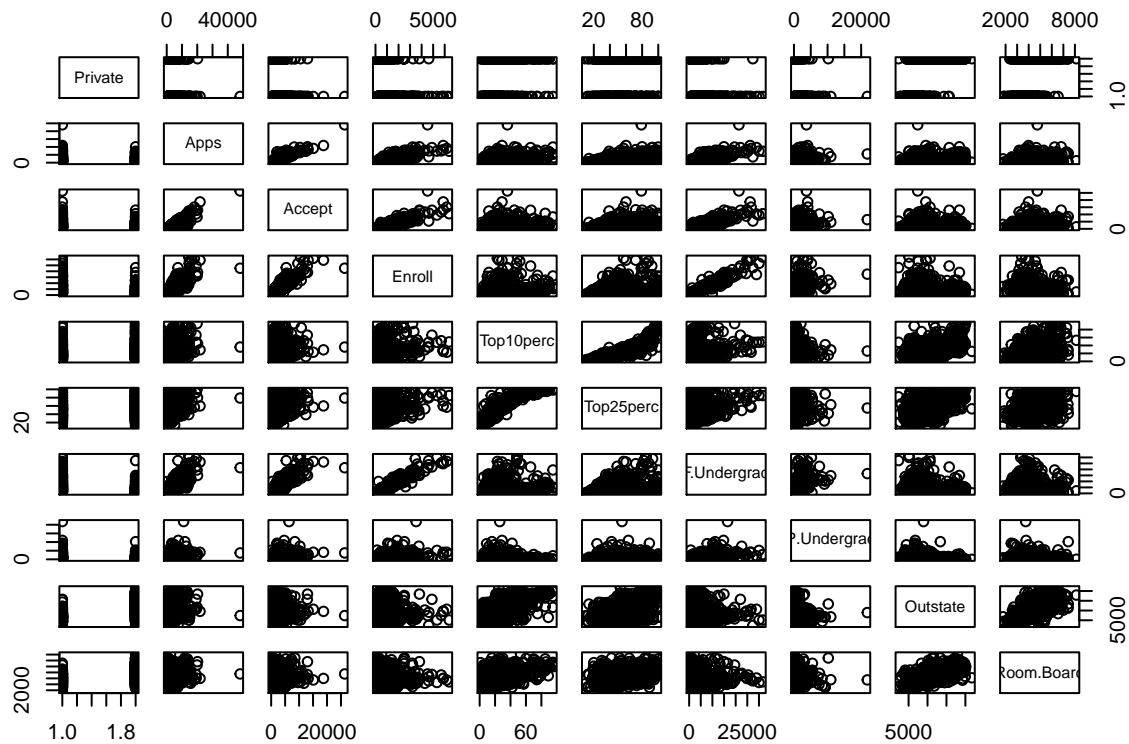 0 40000 0 5000 20 60 100 0 20000 2000 8000
Private 1.0
0 Apps
Accept 0
0 Enroll
Top10perc 0
20 Top25perc
F.Undergrad 0
0 P.Undergrad
Outstate 5000
2000 Room.Board
1.0 1.8 0 20000 0 60 0 25000 5000